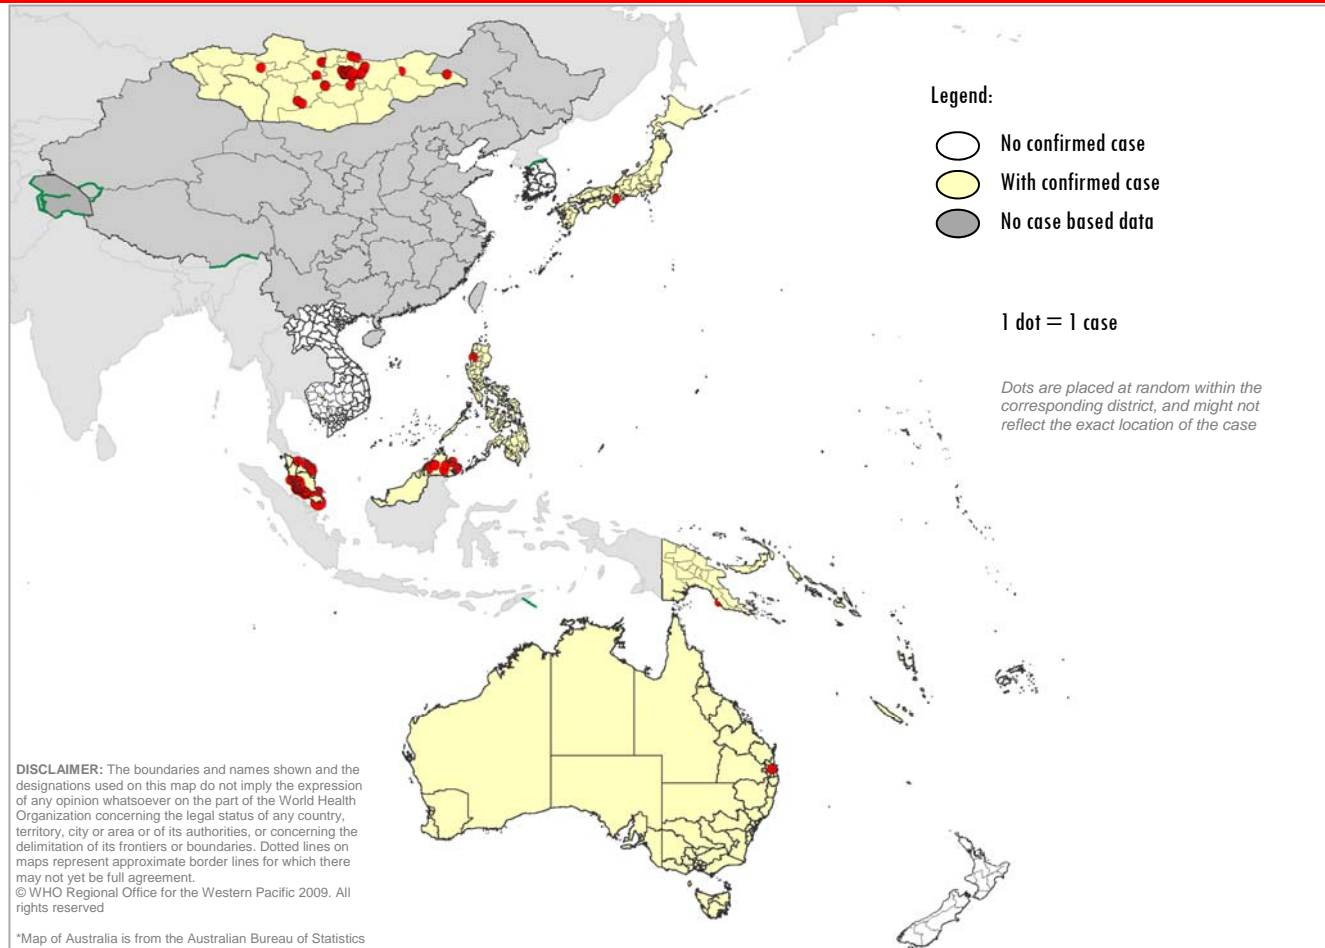 Legend:
No confirmed case
With confirmed case
No case based data
1 dot = 1 case
Dots are placed at random within the
corresponding district, and might not
reflect the exact location of the case
DISCLAIMER: The boundaries and names shown and the
designations used on this map do not imply the expression
of any opinion whatsoever on the part of the World Health
Organization concerning the legal status of any country,
territory, city or area or of its authorities, or concerning the
delimitation of its frontiers or boundaries. Dotted lines on
maps represent approximate border lines for which there
may not yet be full agreement.
© WHO Regional Office for the Western Pacific 2009. All
rights reserved
*Map of Australia is from the Australian Bureau of Statistics